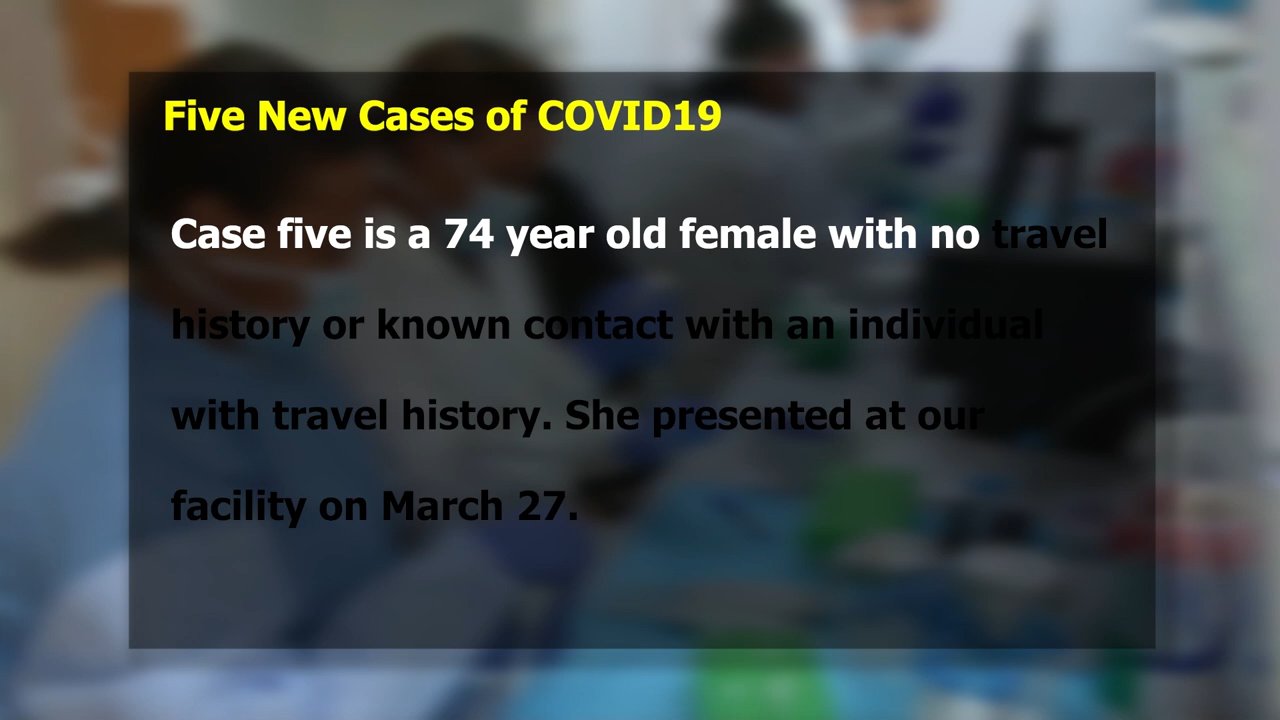 Five New Cases of COVID19
Case five is a 74 year old female with no travel
history or known contact with an individual
with travel history. She presented at our
facility on March 27.